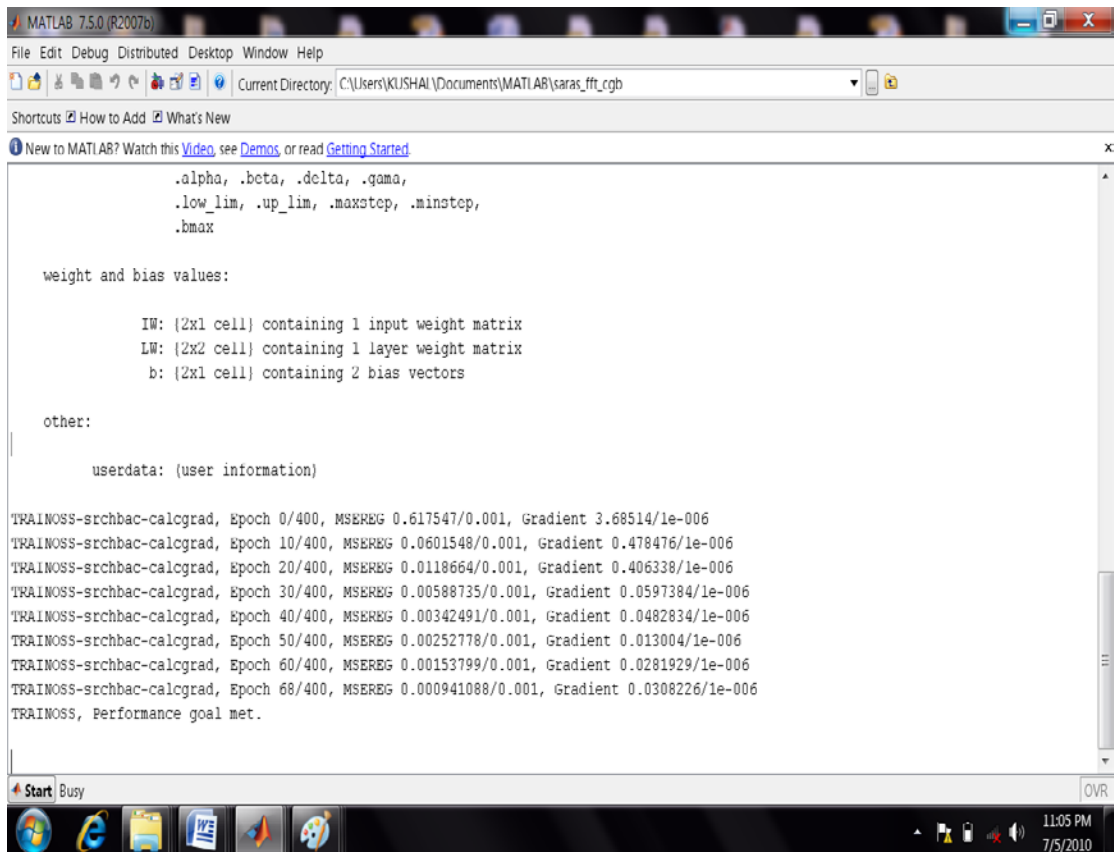 MATLAB 7.5.0 (R2007b)
File Edit Debug Distributed Desktop Window Help
Current Directory: C:\Users\KUSHAL\Documents\MATLAB\saras_fft_cgb
Shortcuts How to Add What's New
New to MATLAB? Watch this Video, see Demos, or read Getting Started.
.alpha, .beta, .delta, .gama,
.low_lim, .up_lim, .maxstep, .minstep,
.bmax
weight and bias values:
IW: {2x1 cell} containing 1 input weight matrix
LW: {2x2 cell} containing 1 layer weight matrix
b: {2x1 cell} containing 2 bias vectors
other:
userdata: (user information)
TRAINOSS-srchbac-calcgrad, Epoch 0/400, MSEREG 0.617547/0.001, Gradient 3.68514/1e-006
TRAINOSS-srchbac-calcgrad, Epoch 10/400, MSEREG 0.0601548/0.001, Gradient 0.478476/1e-006
TRAINOSS-srchbac-calcgrad, Epoch 20/400, MSEREG 0.0118664/0.001, Gradient 0.406338/1e-006
TRAINOSS-srchbac-calcgrad, Epoch 30/400, MSEREG 0.00588735/0.001, Gradient 0.0597384/1e-006
TRAINOSS-srchbac-calcgrad, Epoch 40/400, MSEREG 0.00342491/0.001, Gradient 0.0482834/1e-006
TRAINOSS-srchbac-calcgrad, Epoch 50/400, MSEREG 0.00252778/0.001, Gradient 0.013004/1e-006
TRAINOSS-srchbac-calcgrad, Epoch 60/400, MSEREG 0.00153799/0.001, Gradient 0.0281929/1e-006
TRAINOSS-srchbac-calcgrad, Epoch 68/400, MSEREG 0.000941088/0.001, Gradient 0.0308226/1e-006
TRAINOSS, Performance goal met.
Start Busy OVR
11:05 PM
7/5/2010